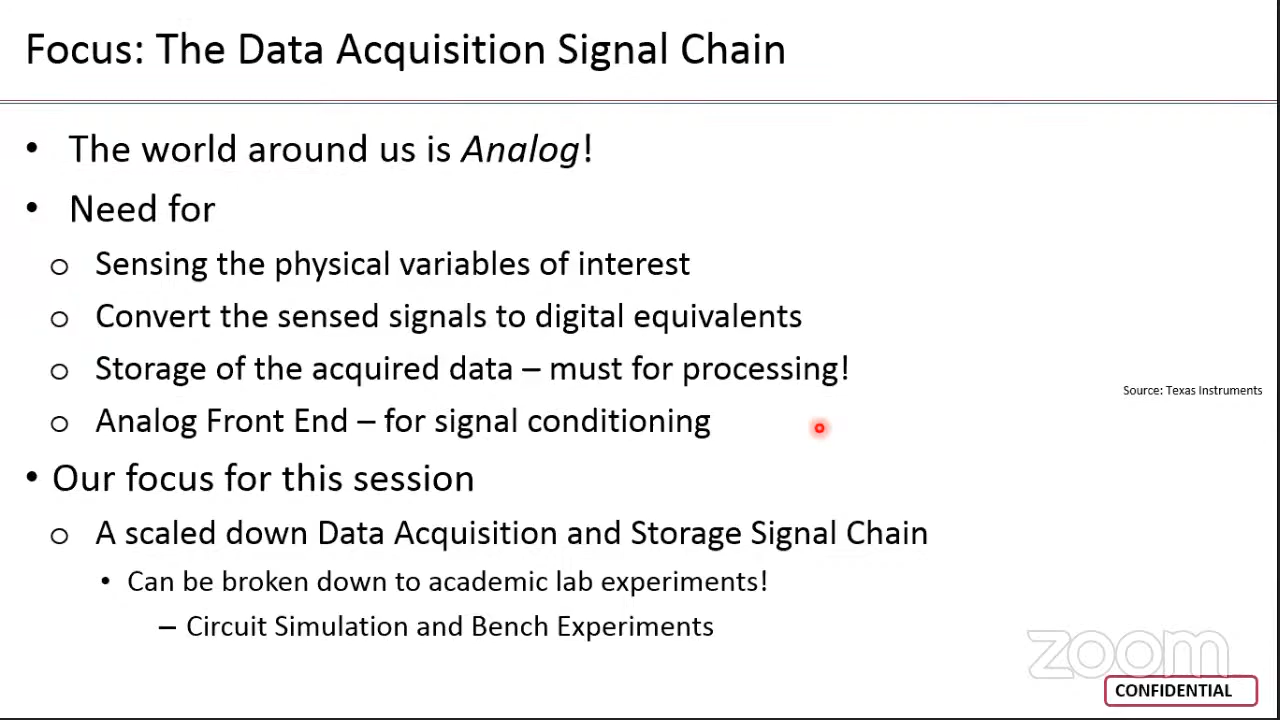 Focus: The Data Acquisition Signal Chain
• The world around us is Analog!
• Need for
o Sensing the physical variables of interest
o Convert the sensed signals to digital equivalents
o Storage of the acquired data – must for processing!
Source: Texas Instruments
o Analog Front End – for signal conditioning
• Our focus for this session
o A scaled down Data Acquisition and Storage Signal Chain
• Can be broken down to academic lab experiments!
– Circuit Simulation and Bench Experiments
zoom
CONFIDENTIAL